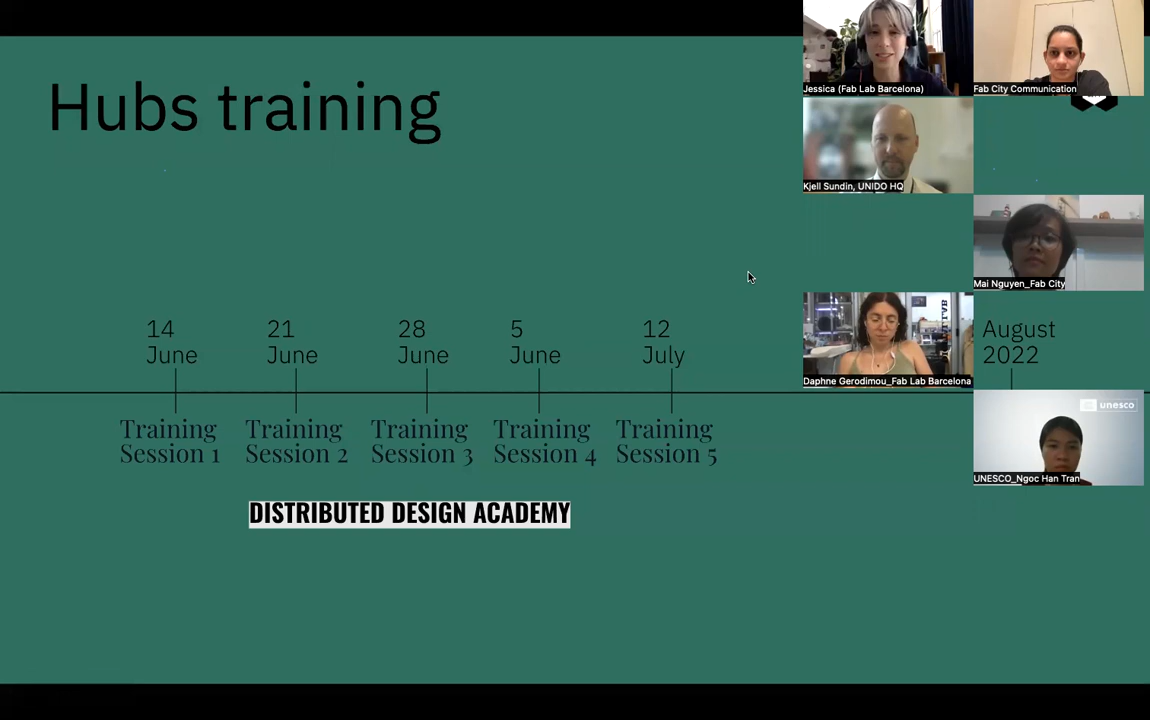 Hubs training
14
June
21
June
28
June
5
June
12
July
August
2022
Training
Session 1
Training
Session 2
Training
Session 3
Training
Session 4
Training
Session 5
DISTRIBUTED DESIGN ACADEMY
Jessica (Fab Lab Barcelona)
Fab City Communication
Kjell Sundin, UNIDO HQ
Mai Nguyen_Fab City
Daphne Gerodimou_Fab Lab Barcelona
unesco
UNESCO_Ngoc Han Tran